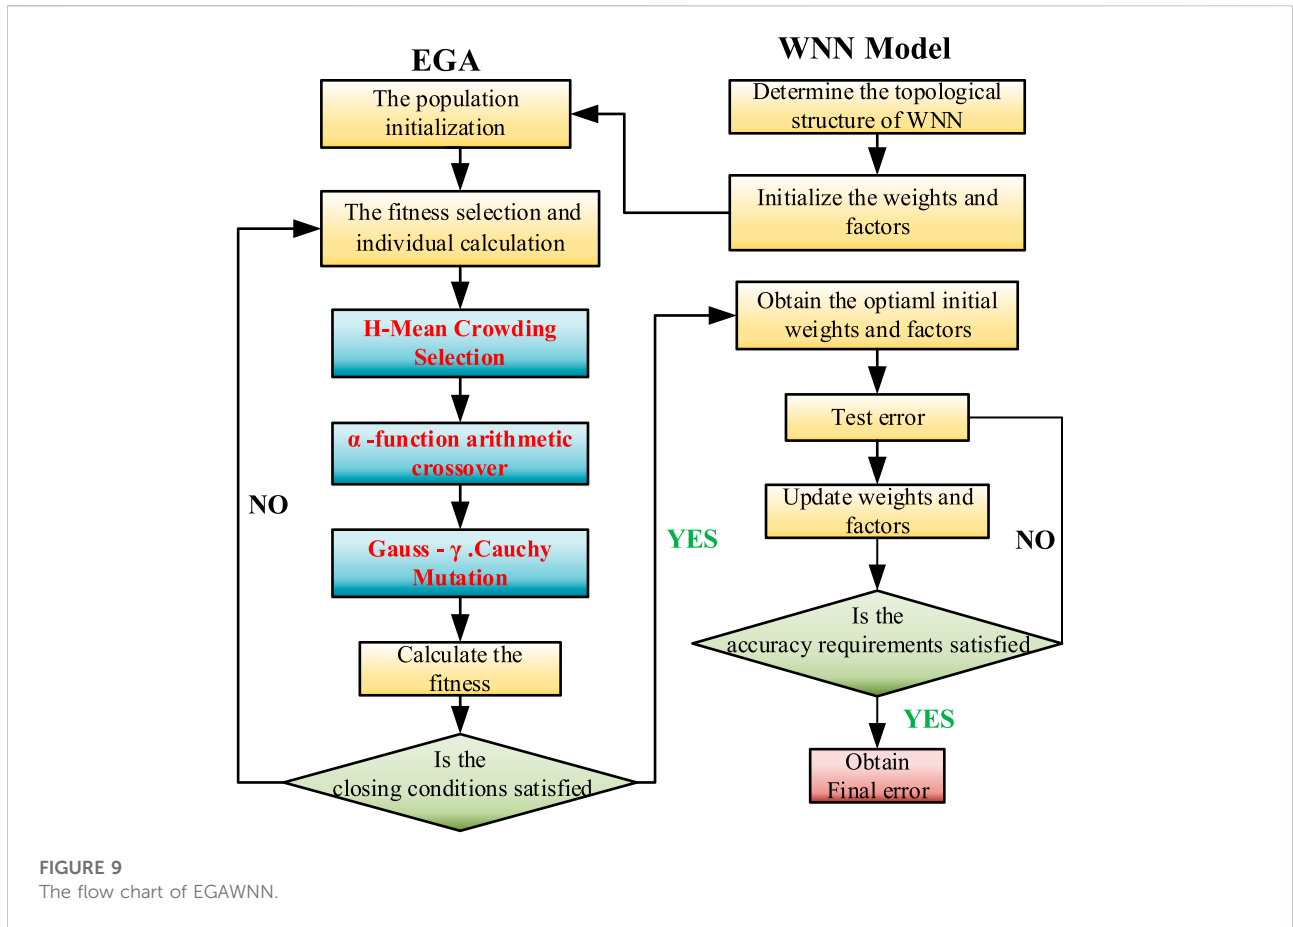 EGA
The population
initialization
The fitness selection and
individual calculation
H-Mean Crowding
Selection
α -function arithmetic
crossover
Gauss - γ .Cauchy
Mutation
Calculate the
fitness
Is the
closing conditions satisfied
NO
YES
WNN Model
Determine the topological
structure of WNN
Initialize the weights and
factors
Obtain the optiaml initial
weights and factors
Test error
Update weights and
factors
NO
Is the
accuracy requirements satisfied
YES
Obtain
Final error
FIGURE 9
The flow chart of EGAWNN.